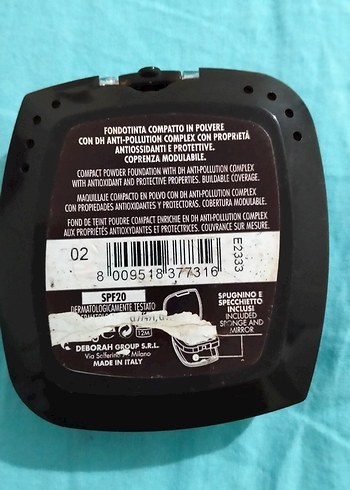 FONDOTINTA COMPATTO IN POLVERE
CON DH ANTI-POLLUTION COMPLEX CON PROPRIETÀ
ANTIOSSIDANTI E PROTETTIVE.
COPRENZA MODULABILE.
COMPACT POWDER FOUNDATION WITH DH ANTI-POLLUTION COMPLEX
WITH ANTIOXIDANT AND PROTECTIVE PROPERTIES. BUILDABLE COVERAGE.
MAQUILLAJE COMPACTO EN POLVO CON DH ANTI-POLLUTION COMPLEX
CON PROPIEDADES ANTIOXIDANTES Y PROTECTORAS. COBERTURA MODULABLE.
FOND DE TEINT POUDRE COMPACT ENRICHIE EN DH ANTI-POLLUTION COMPLEX
AUX PROPRIÉTÉS ANTIOXYDANTES ET PROTECTRICES. COUVRANCE SUR MESURE.
02
8 009518 377316
E2333
SPF20
DERMATOLOGICAMENTE TESTATO
12M
DEBORAH GROUP S.R.L.
Via Milano
MADE IN ITALY
SPUGNINO E
SPECCHIETTO
INCLUSI
INCLUDED
SPONGE AND
MIRROR